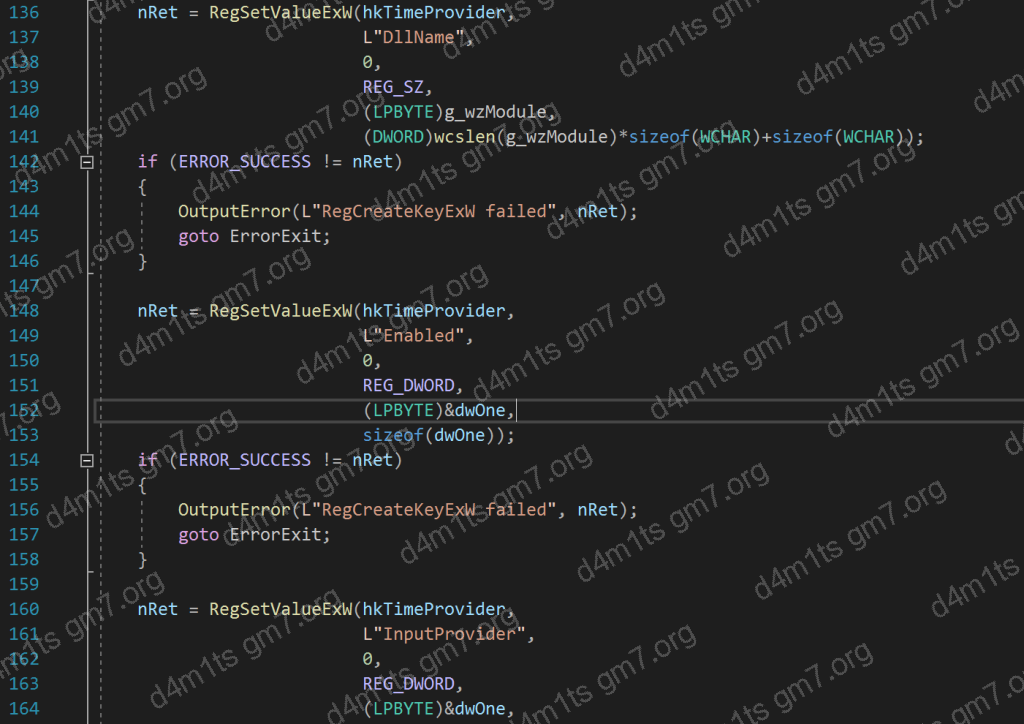 136 nRet = RegSetValueExW(hkTimeProvider,
137 L"DllName",
138 0,
139 REG_SZ,
140 (LPBYTE)g_wzModule,
141 (DWORD)wcslen(g_wzModule)*sizeof(WCHAR)+sizeof(WCHAR));
142 if (ERROR_SUCCESS != nRet)
143 {
144 OutputError(L"RegCreateKeyExW failed", nRet);
145 goto ErrorExit;
146 }
147
148 nRet = RegSetValueExW(hkTimeProvider,
149 L"Enabled",
150 0,
151 REG_DWORD,
152 (LPBYTE)&dwOne,
153 sizeof(dwOne));
154 if (ERROR_SUCCESS != nRet)
155 {
156 OutputError(L"RegCreateKeyExW failed", nRet);
157 goto ErrorExit;
158 }
159
160 nRet = RegSetValueExW(hkTimeProvider,
161 L"InputProvider",
162 0,
163 REG_DWORD,
164 (LPBYTE)&dwOne,
d4m1ts gm7.org